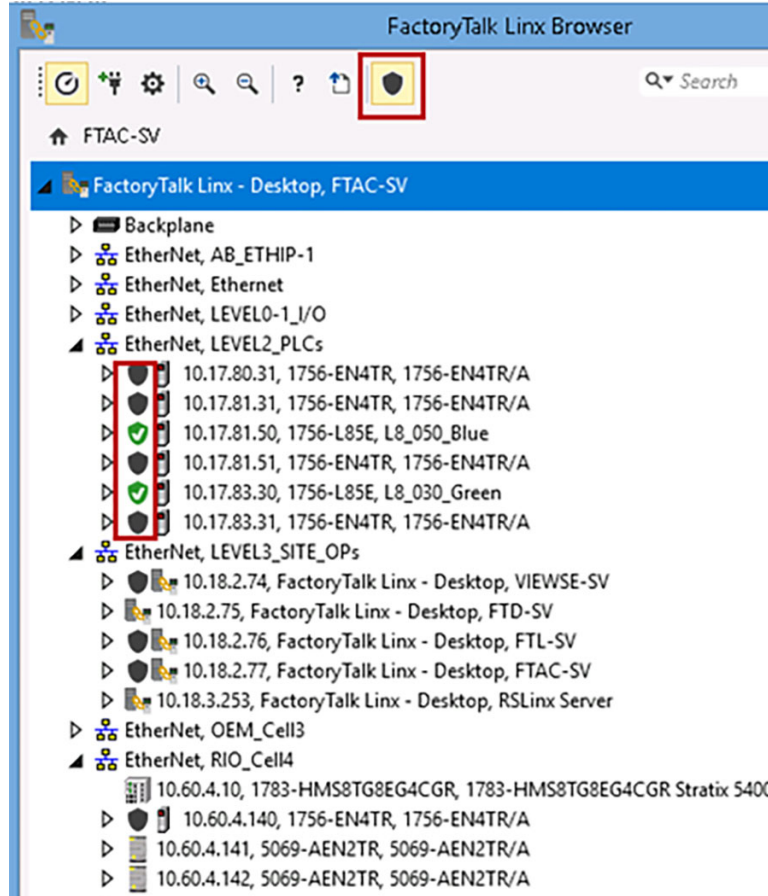 FactoryTalk Linx Browser
? Search
FTAC-SV
FactoryTalk Linx - Desktop, FTAC-SV
Backplane
EtherNet, AB_ETHIP-1
EtherNet, Ethernet
EtherNet, LEVEL0-1_I/O
EtherNet, LEVEL2_PLCs
10.17.80.31, 1756-EN4TR, 1756-EN4TR/A
10.17.81.31, 1756-EN4TR, 1756-EN4TR/A
10.17.81.50, 1756-L85E, L8_050_Blue
10.17.81.51, 1756-EN4TR, 1756-EN4TR/A
10.17.83.30, 1756-L85E, L8_030_Green
10.17.83.31, 1756-EN4TR, 1756-EN4TR/A
EtherNet, LEVEL3_SITE_OPs
10.18.2.74, FactoryTalk Linx - Desktop, VIEWSE-SV
10.18.2.75, FactoryTalk Linx - Desktop, FTD-SV
10.18.2.76, FactoryTalk Linx - Desktop, FTL-SV
10.18.2.77, FactoryTalk Linx - Desktop, FTAC-SV
10.18.3.253, FactoryTalk Linx - Desktop, RSLinx Server
EtherNet, OEM_Cell3
EtherNet, RIO_Cell4
10.60.4.10, 1783-HMS8TG8EG4CGR, 1783-HMS8TG8EG4CGR Stratix 5400
10.60.4.140, 1756-EN4TR, 1756-EN4TR/A
10.60.4.141, 5069-AEN2TR, 5069-AEN2TR/A
10.60.4.142, 5069-AEN2TR, 5069-AEN2TR/A